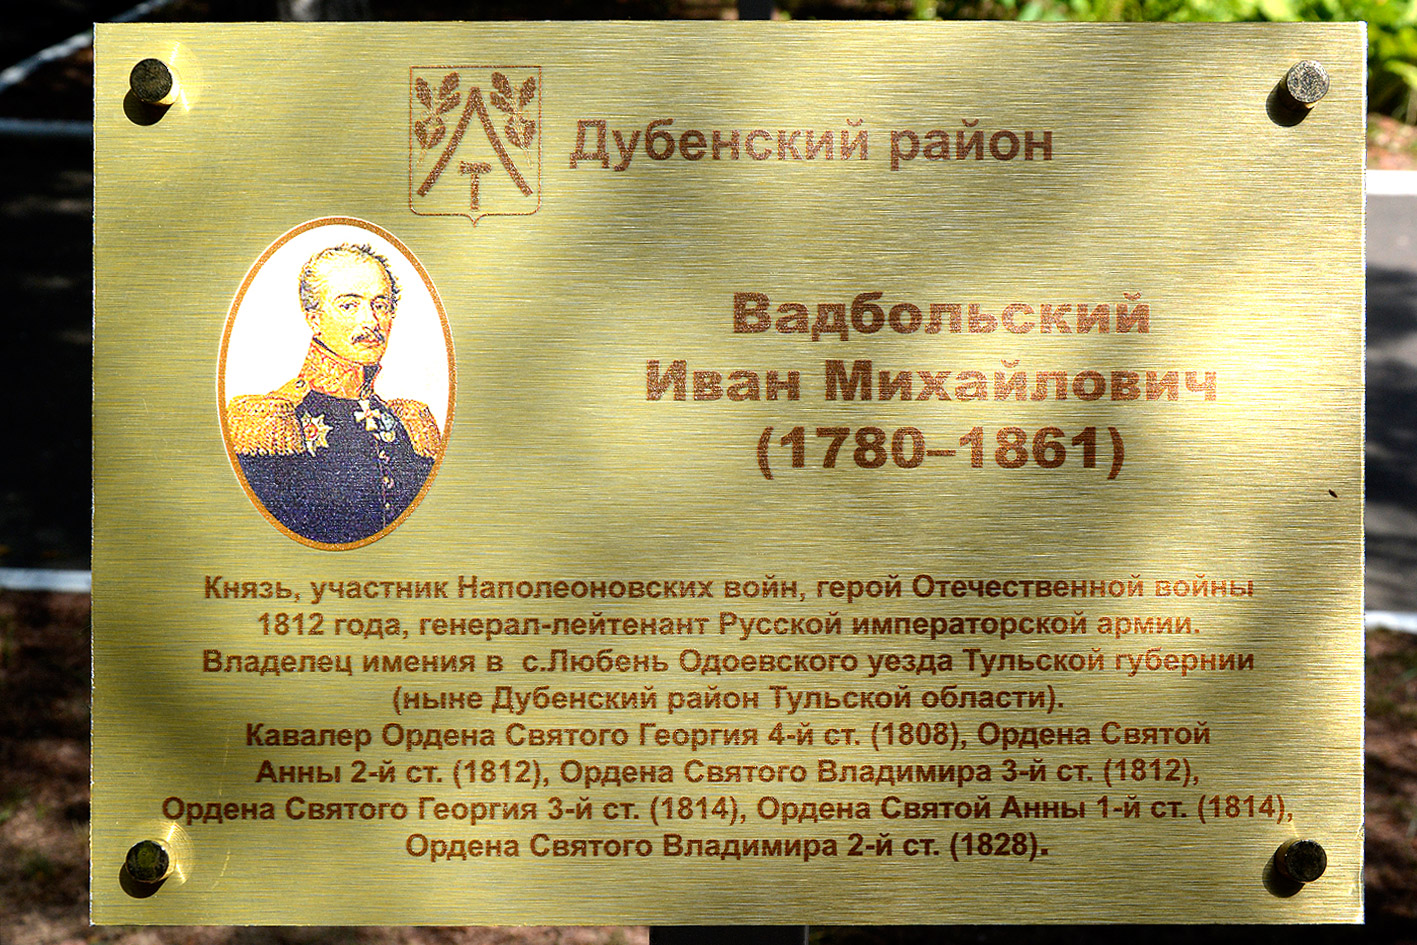 Дубенский район
Вадбольский
Иван Михайлович
(1780–1861)
Князь, участник Наполеоновских войн, герой Отечественной войны
1812 года, генерал-лейтенант Русской императорской армии.
Владелец имения в с.Любень Одоевского уезда Тульской губернии
(ныне Дубенский район Тульской области).
Кавалер Ордена Святого Георгия 4-й ст. (1808), Ордена Святой
Анны 2-й ст. (1812), Ордена Святого Владимира 3-й ст. (1812),
Ордена Святого Георгия 3-й ст. (1814), Ордена Святой Анны 1-й ст. (1814),
Ордена Святого Владимира 2-й ст. (1828).